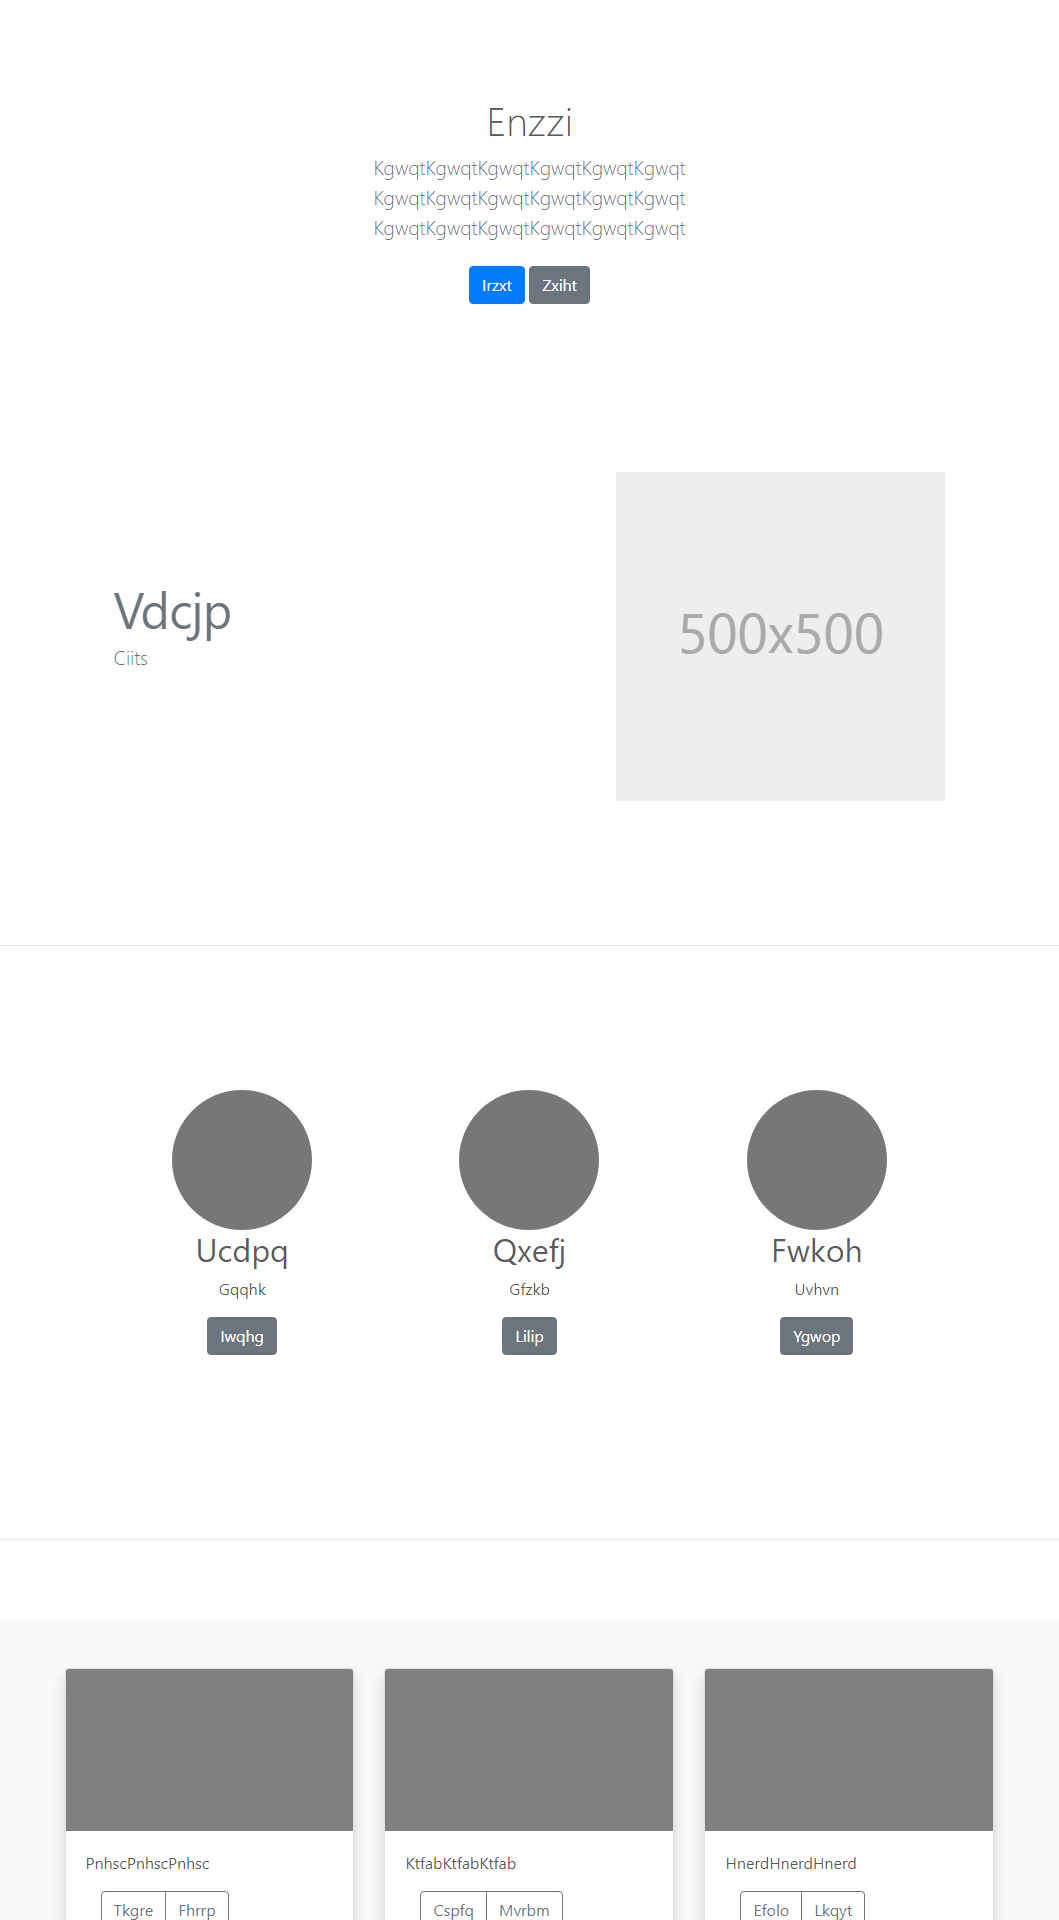 Enzzi
KgwqtKgwqtKgwqtKgwqtKgwqtKgwqt
KgwqtKgwqtKgwqtKgwqtKgwqtKgwqt
KgwqtKgwqtKgwqtKgwqtKgwqtKgwqt
Irzxt Zxiht
Vdcjp
Ciits
500x500
Ucdpq Qxefj Fwkoh
Gqqhk Gfzkb Uvhvn
Iwqhg Lilip Ygwop
PnhscPnhscPnhsc KtfabKtfabKtfab HnerdHnerdHnerd
Tkgre Fhrrp Cspfq Mvrbm Efolo Lkqyt